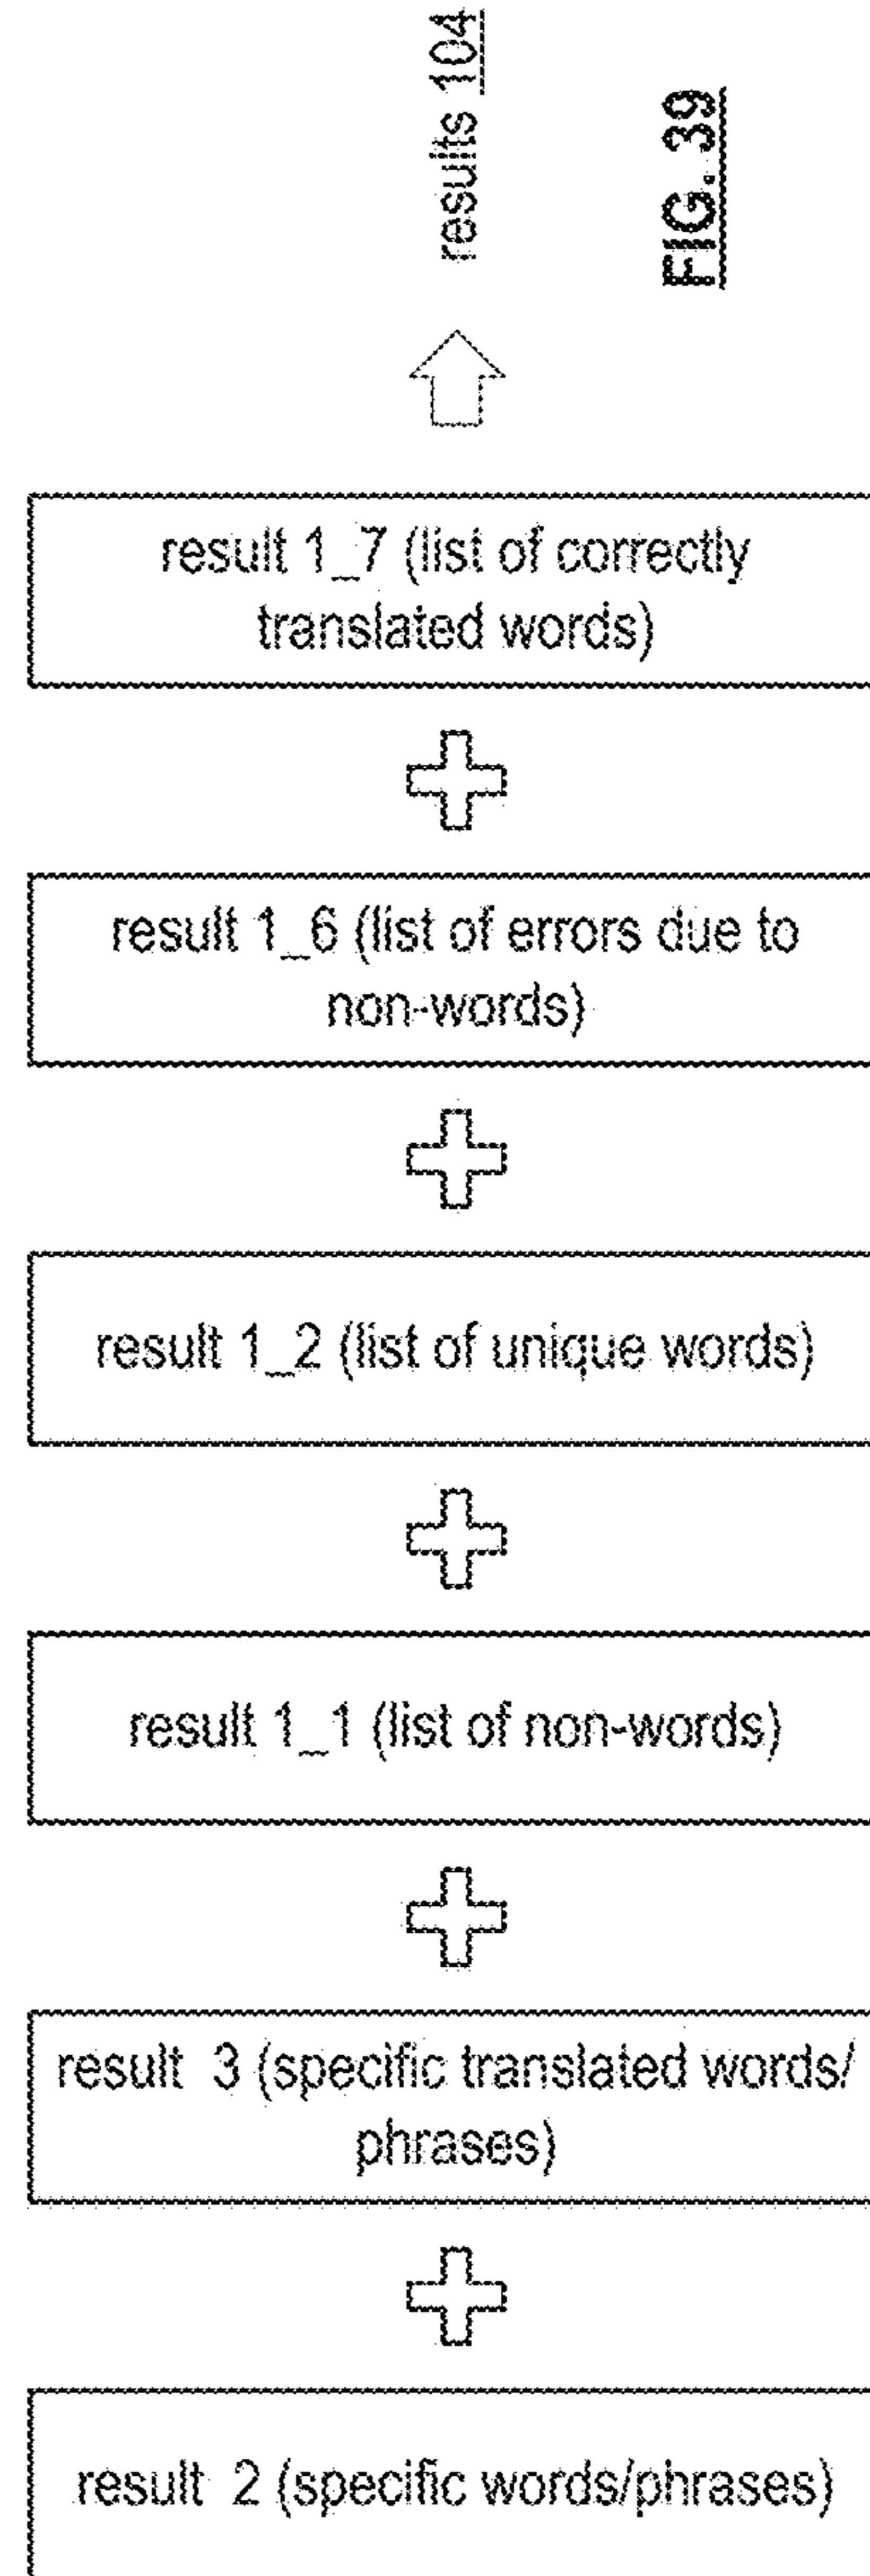 results 104
FIG. 39
result 1_7 (list of correctly
translated words)
result 1_6 (list of errors due to
non-words)
result 1_2 (list of unique words)
result 1_1 (list of non-words)
result 3 (specific translated words/
phrases)
result 2 (specific words/phrases)